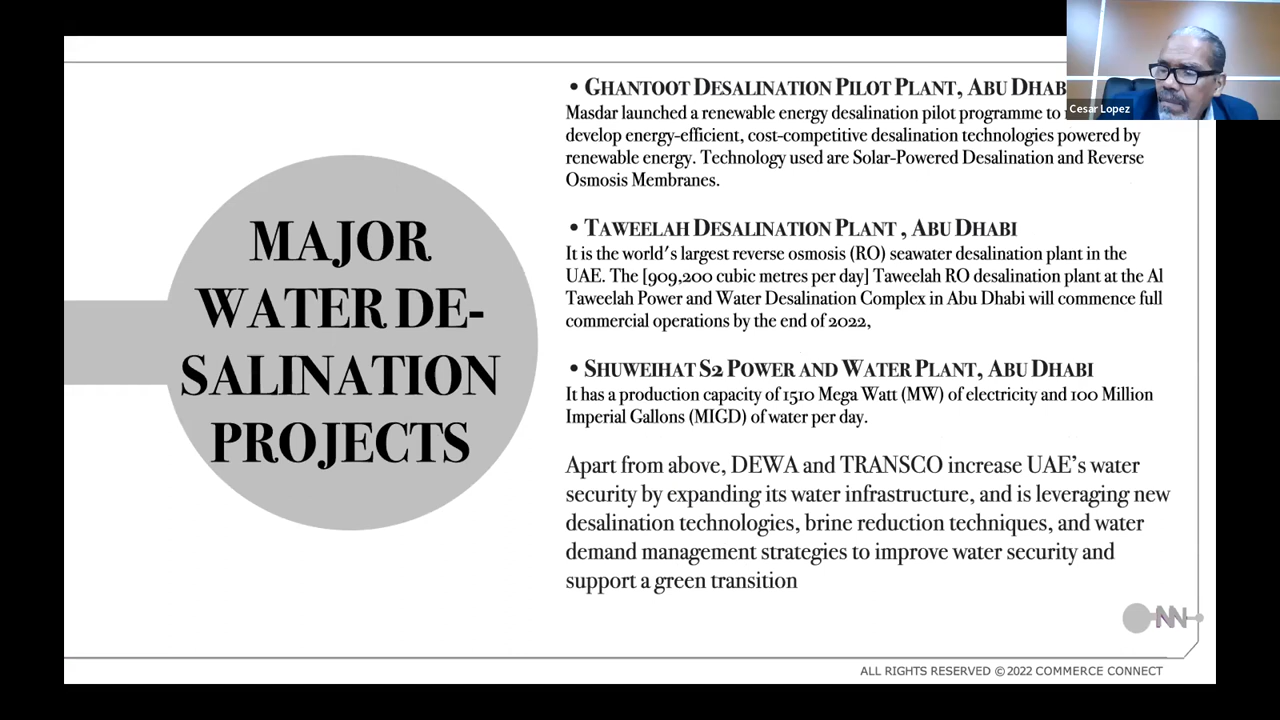 MAJOR
WATER DE-
SALINATION
PROJECTS
• GHANTOOT DESALINATION PILOT PLANT, ABU DHAB
Masdar launched a renewable energy desalination pilot programme to
develop energy-efficient, cost-competitive desalination technologies powered by
renewable energy. Technology used are Solar-Powered Desalination and Reverse
Osmosis Membranes.
• TAWEELAH DESALINATION PLANT , ABU DHABI
It is the world's largest reverse osmosis (RO) seawater desalination plant in the
UAE. The [909,200 cubic metres per day] Taweelah RO desalination plant at the Al
Taweelah Power and Water Desalination Complex in Abu Dhabi will commence full
commercial operations by the end of 2022,
• SHUWEIHAT S2 POWER AND WATER PLANT, ABU DHABI
It has a production capacity of 1510 Mega Watt (MW) of electricity and 100 Million
Imperial Gallons (MIGD) of water per day.
Apart from above, DEWA and TRANSCO increase UAE's water
security by expanding its water infrastructure, and is leveraging new
desalination technologies, brine reduction techniques, and water
demand management strategies to improve water security and
support a green transition
Cesar Lopez
NN
ALL RIGHTS RESERVED ©2022 COMMERCE CONNECT